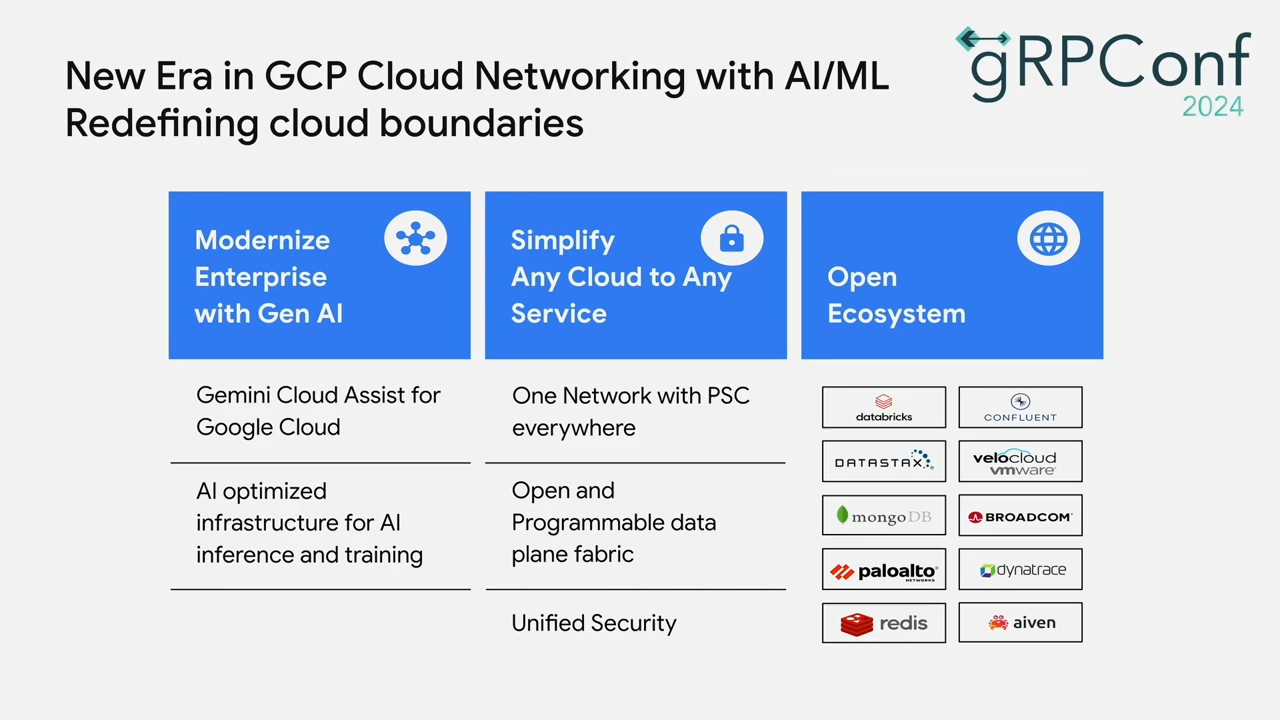 New Era in GCP Cloud Networking with AI/ML
Redefining cloud boundaries
gRPConf
2024
Modernize
Enterprise
with Gen AI
Gemini Cloud Assist for
Google Cloud
AI optimized
infrastructure for AI
inference and training
Simplify
Any Cloud to Any
Service
One Network with PSC
everywhere
Open and
Programmable data
plane fabric
Unified Security
Open
Ecosystem
databricks
CONFLUENT
DATASTAX
velocloud
vmware
mongoDB
BROADCOM
paloalto
NETWORKS
dynatrace
redis
aiven